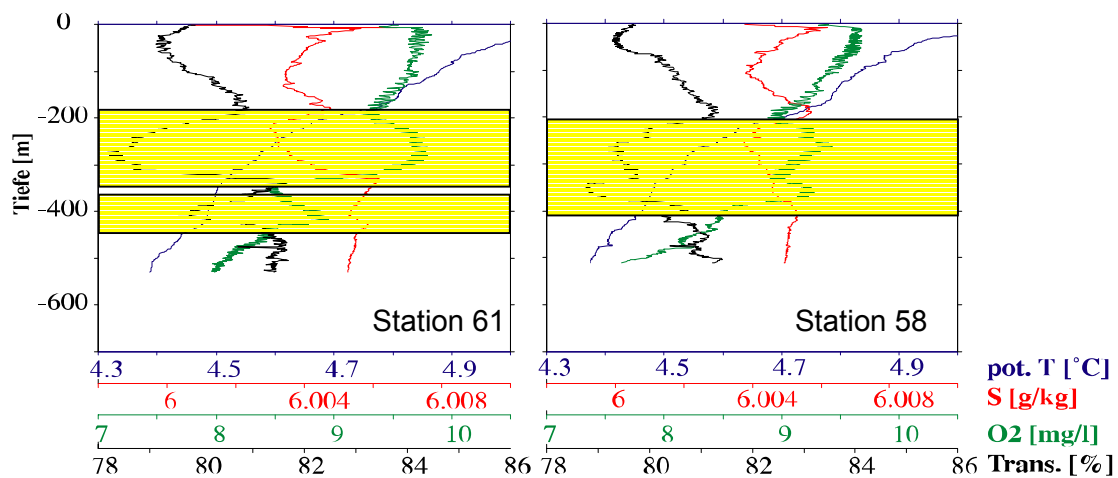 0
-200
-400
-600
Tiefe [m]
Station 61
Station 58
4.3 4.5 4.7 4.9 4.3 4.5 4.7 4.9 pot. T [°C]
6 6.004 6.008 6 6.004 6.008 S [g/kg]
7 8 9 10 7 8 9 10 O2 [mg/l]
78 80 82 84 86 78 80 82 84 86 Trans. [%]